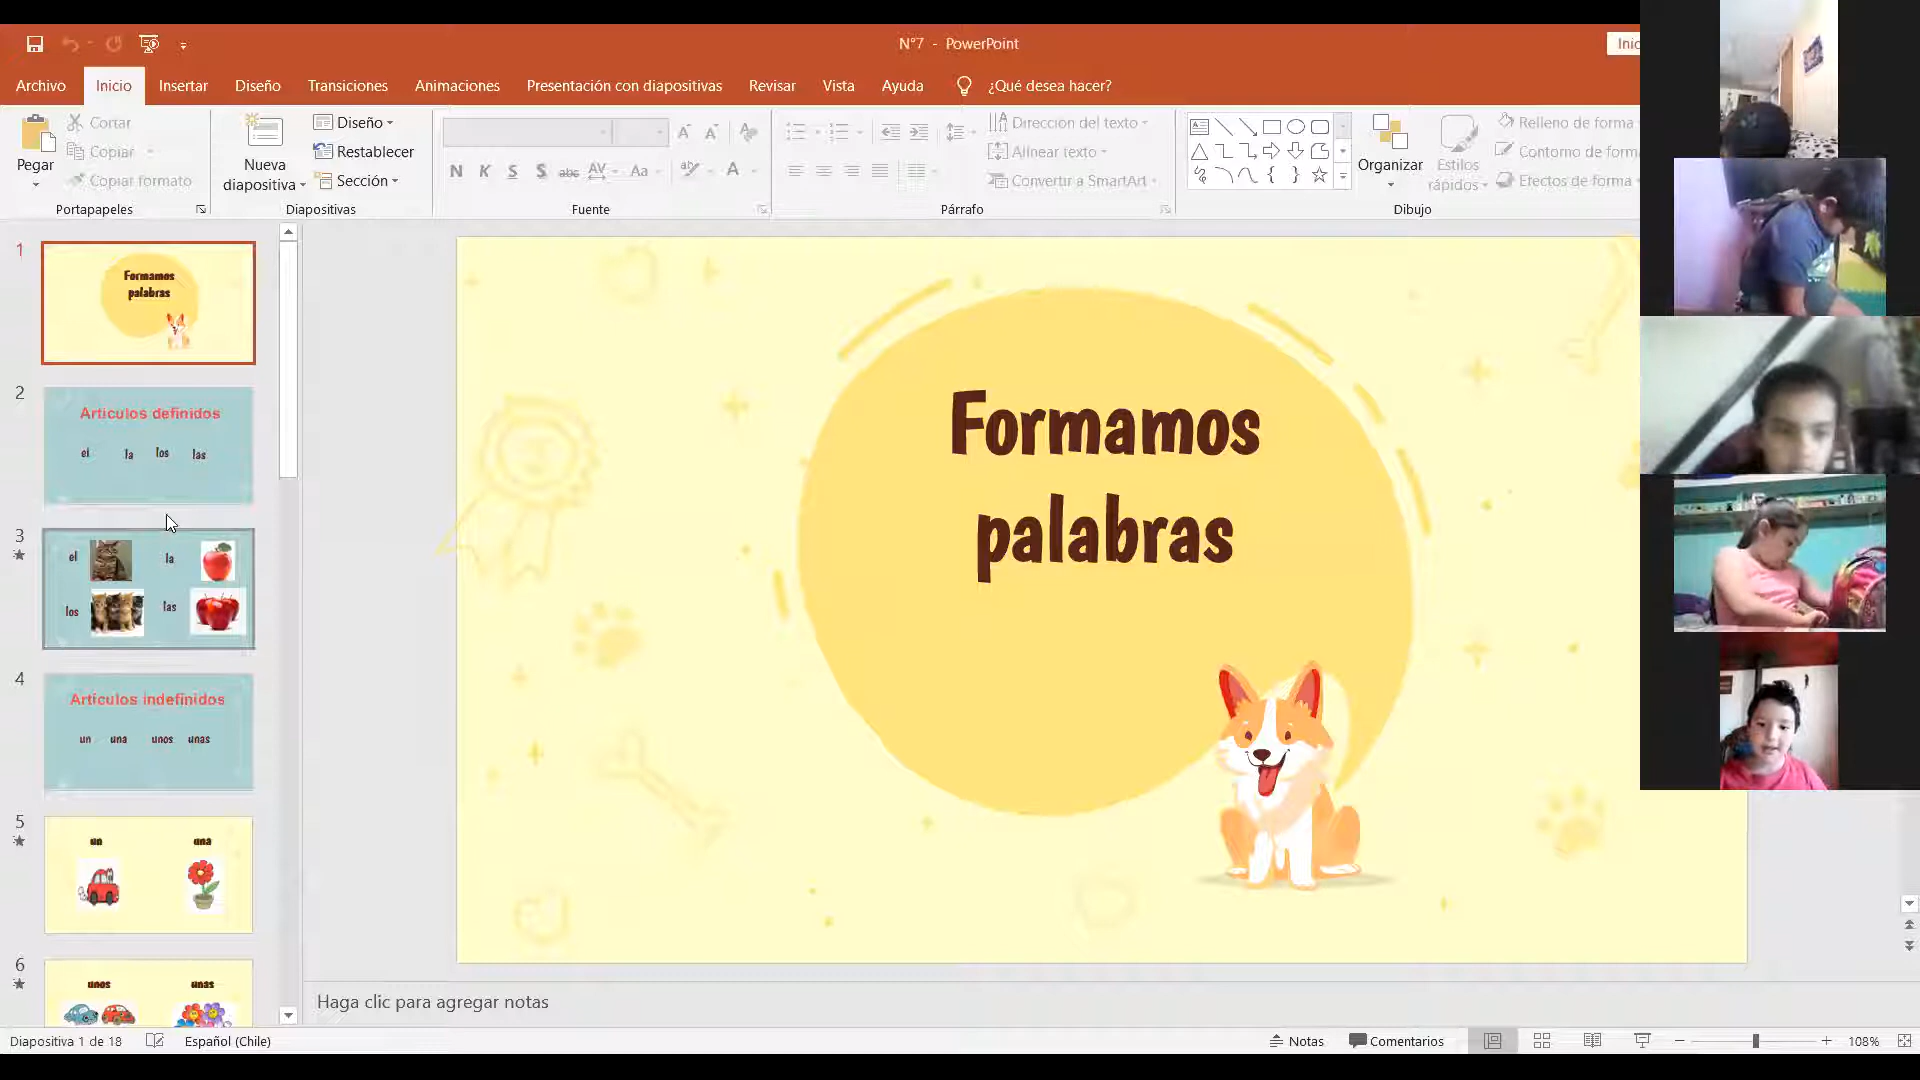 N°7 - PowerPoint
Inic
Archivo Inicio Insertar Diseño Transiciones Animaciones Presentación con diapositivas Revisar Vista Ayuda ¿Qué desea hacer?
Pegar
Cortar
Copiar
Copiar formato
Portapapeles
Nueva diapositiva
Diseño
Restablecer
Sección
Diapositivas
N K S S abc AV Aa A
Fuente
Dirección del texto
Alinear texto
Convertir a SmartArt
Párrafo
Organizar
Estilos rápidos
Relleno de forma
Contorno de form
Efectos de forma
Dibujo
1
Formamos
palabras
2
Artículos definidos
el la los las
3
el la
los las
4
Artículos indefinidos
un una unos unas
5
un una
6
unos unas
Formamos
palabras
Haga clic para agregar notas
Diapositiva 1 de 18 Español (Chile) Notas Comentarios 108%